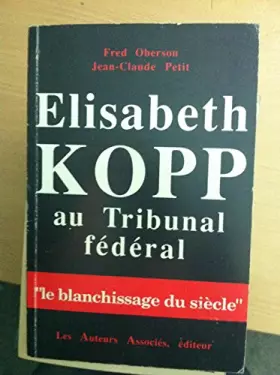 Fred Oberson
Jean-Claude Petit
Elisabeth
KOPP
au Tribunal
fédéral
"le blanchissage du siècle"
Les Auteurs Associés, éditeur